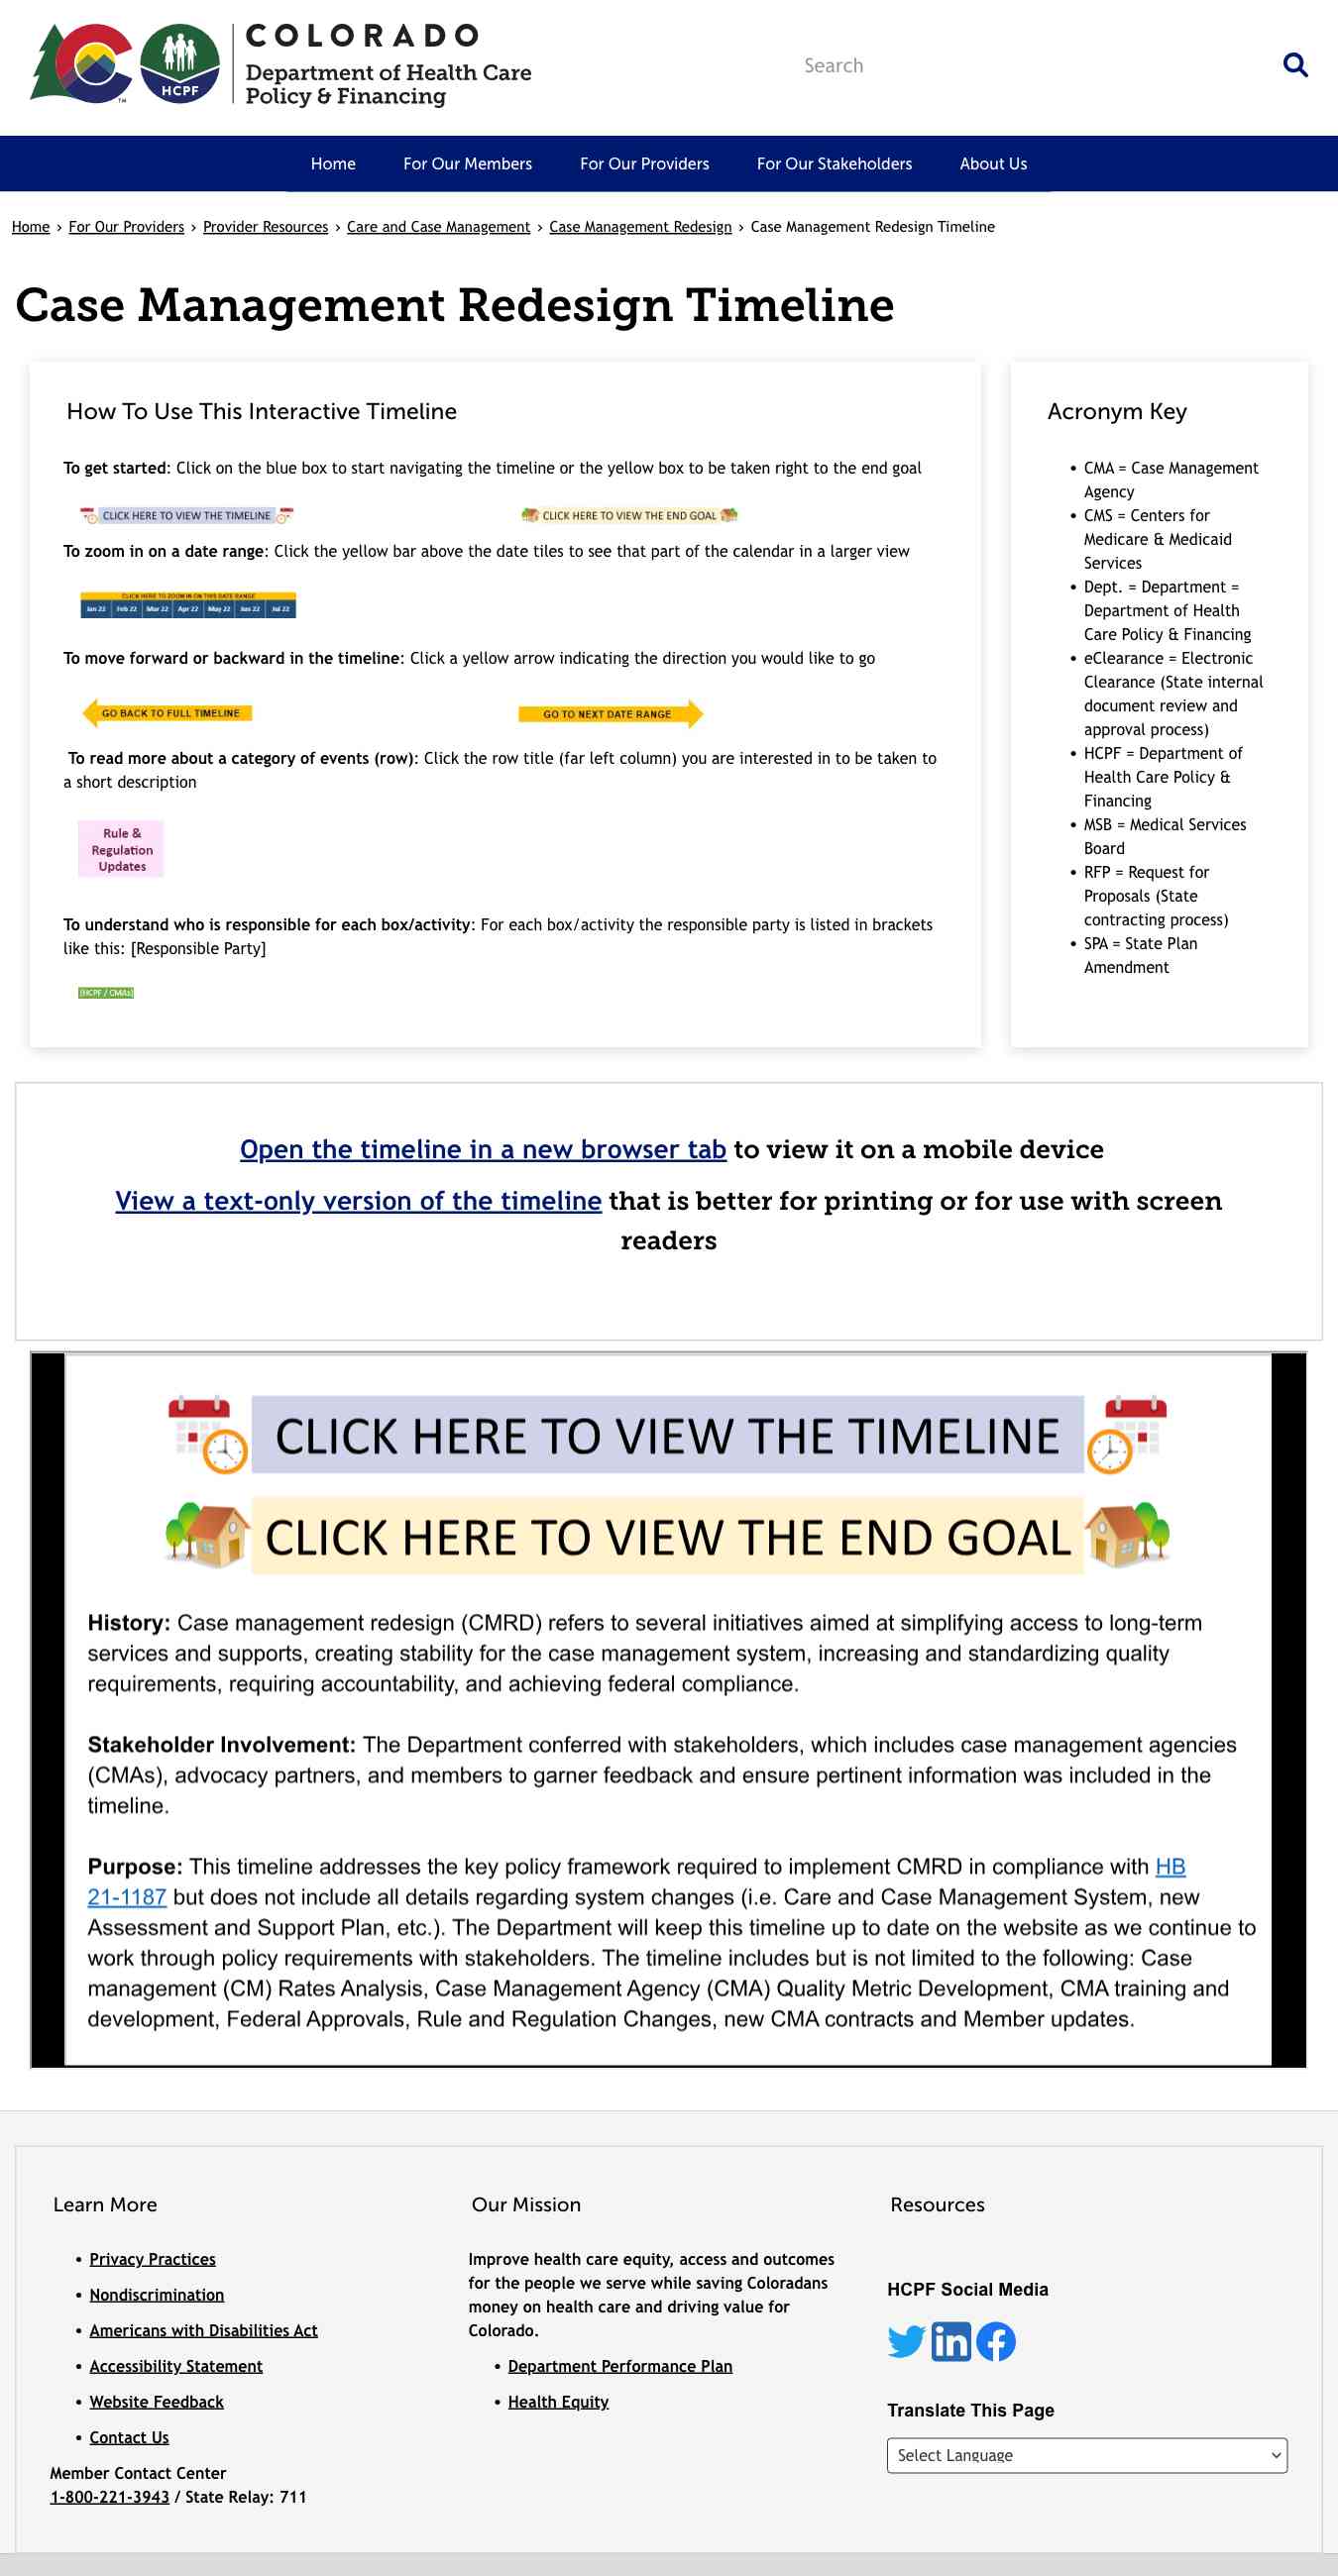 COLORADO
Department of Health Care
Policy & Financing
HCPF
TM
Search
Home
For Our Members
For Our Providers
For Our Stakeholders
About Us
Home › For Our Providers › Provider Resources › Care and Case Management › Case Management Redesign › Case Management Redesign Timeline
Case Management Redesign Timeline
How To Use This Interactive Timeline
To get started: Click on the blue box to start navigating the timeline or the yellow box to be taken right to the end goal
CLICK HERE TO VIEW THE TIMELINE
CLICK HERE TO VIEW THE END GOAL
To zoom in on a date range: Click the yellow bar above the date tiles to see that part of the calendar in a larger view
CLICK HERE TO ZOOM IN ON THIS DATE RANGE
Jan 22 Feb 22 Mar 22 Apr 22 May 22 Jun 22 Jul 22
To move forward or backward in the timeline: Click a yellow arrow indicating the direction you would like to go
GO BACK TO FULL TIMELINE
GO TO NEXT DATE RANGE
To read more about a category of events (row): Click the row title (far left column) you are interested in to be taken to
a short description
Rule &
Regulation
Updates
To understand who is responsible for each box/activity: For each box/activity the responsible party is listed in brackets
like this: [Responsible Party]
[HCPF / CMAs]
Acronym Key
• CMA = Case Management
Agency
• CMS = Centers for
Medicare & Medicaid
Services
• Dept. = Department =
Department of Health
Care Policy & Financing
• eClearance = Electronic
Clearance (State internal
document review and
approval process)
• HCPF = Department of
Health Care Policy &
Financing
• MSB = Medical Services
Board
• RFP = Request for
Proposals (State
contracting process)
• SPA = State Plan
Amendment
Open the timeline in a new browser tab to view it on a mobile device
View a text-only version of the timeline that is better for printing or for use with screen
readers
CLICK HERE TO VIEW THE TIMELINE
CLICK HERE TO VIEW THE END GOAL
History: Case management redesign (CMRD) refers to several initiatives aimed at simplifying access to long-term
services and supports, creating stability for the case management system, increasing and standardizing quality
requirements, requiring accountability, and achieving federal compliance.
Stakeholder Involvement: The Department conferred with stakeholders, which includes case management agencies
(CMAs), advocacy partners, and members to garner feedback and ensure pertinent information was included in the
timeline.
Purpose: This timeline addresses the key policy framework required to implement CMRD in compliance with HB
21-1187 but does not include all details regarding system changes (i.e. Care and Case Management System, new
Assessment and Support Plan, etc.). The Department will keep this timeline up to date on the website as we continue to
work through policy requirements with stakeholders. The timeline includes but is not limited to the following: Case
management (CM) Rates Analysis, Case Management Agency (CMA) Quality Metric Development, CMA training and
development, Federal Approvals, Rule and Regulation Changes, new CMA contracts and Member updates.
Learn More
• Privacy Practices
• Nondiscrimination
• Americans with Disabilities Act
• Accessibility Statement
• Website Feedback
• Contact Us
Member Contact Center
1-800-221-3943 / State Relay: 711
Our Mission
Improve health care equity, access and outcomes
for the people we serve while saving Coloradans
money on health care and driving value for
Colorado.
• Department Performance Plan
• Health Equity
Resources
HCPF Social Media
in
Translate This Page
Select Language